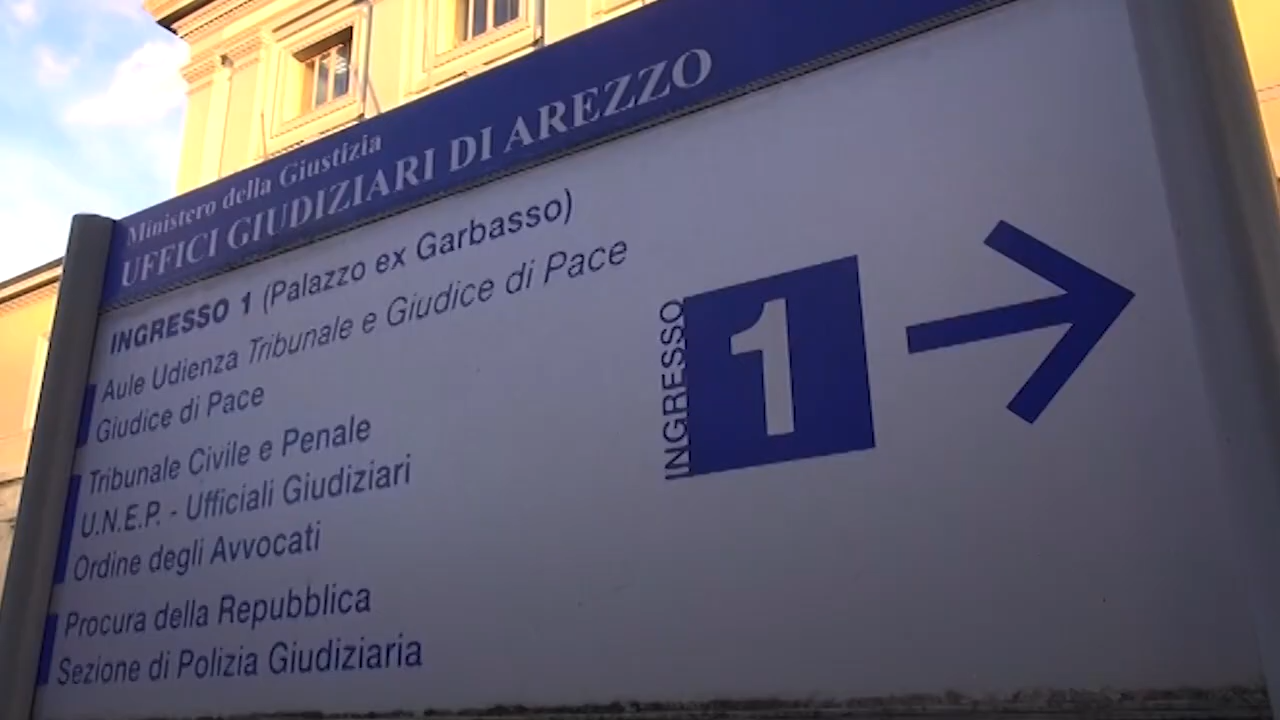 Ministero della Giustizia
UFFICI GIUDIZIARI DI AREZZO
INGRESSO 1 (Palazzo ex Garbasso)
Aule Udienza Tribunale e Giudice di Pace
Giudice di Pace
Tribunale Civile e Penale
U.N.E.P. - Ufficiali Giudiziari
Ordine degli Avvocati
Procura della Repubblica
Sezione di Polizia Giudiziaria
INGRESSO
1